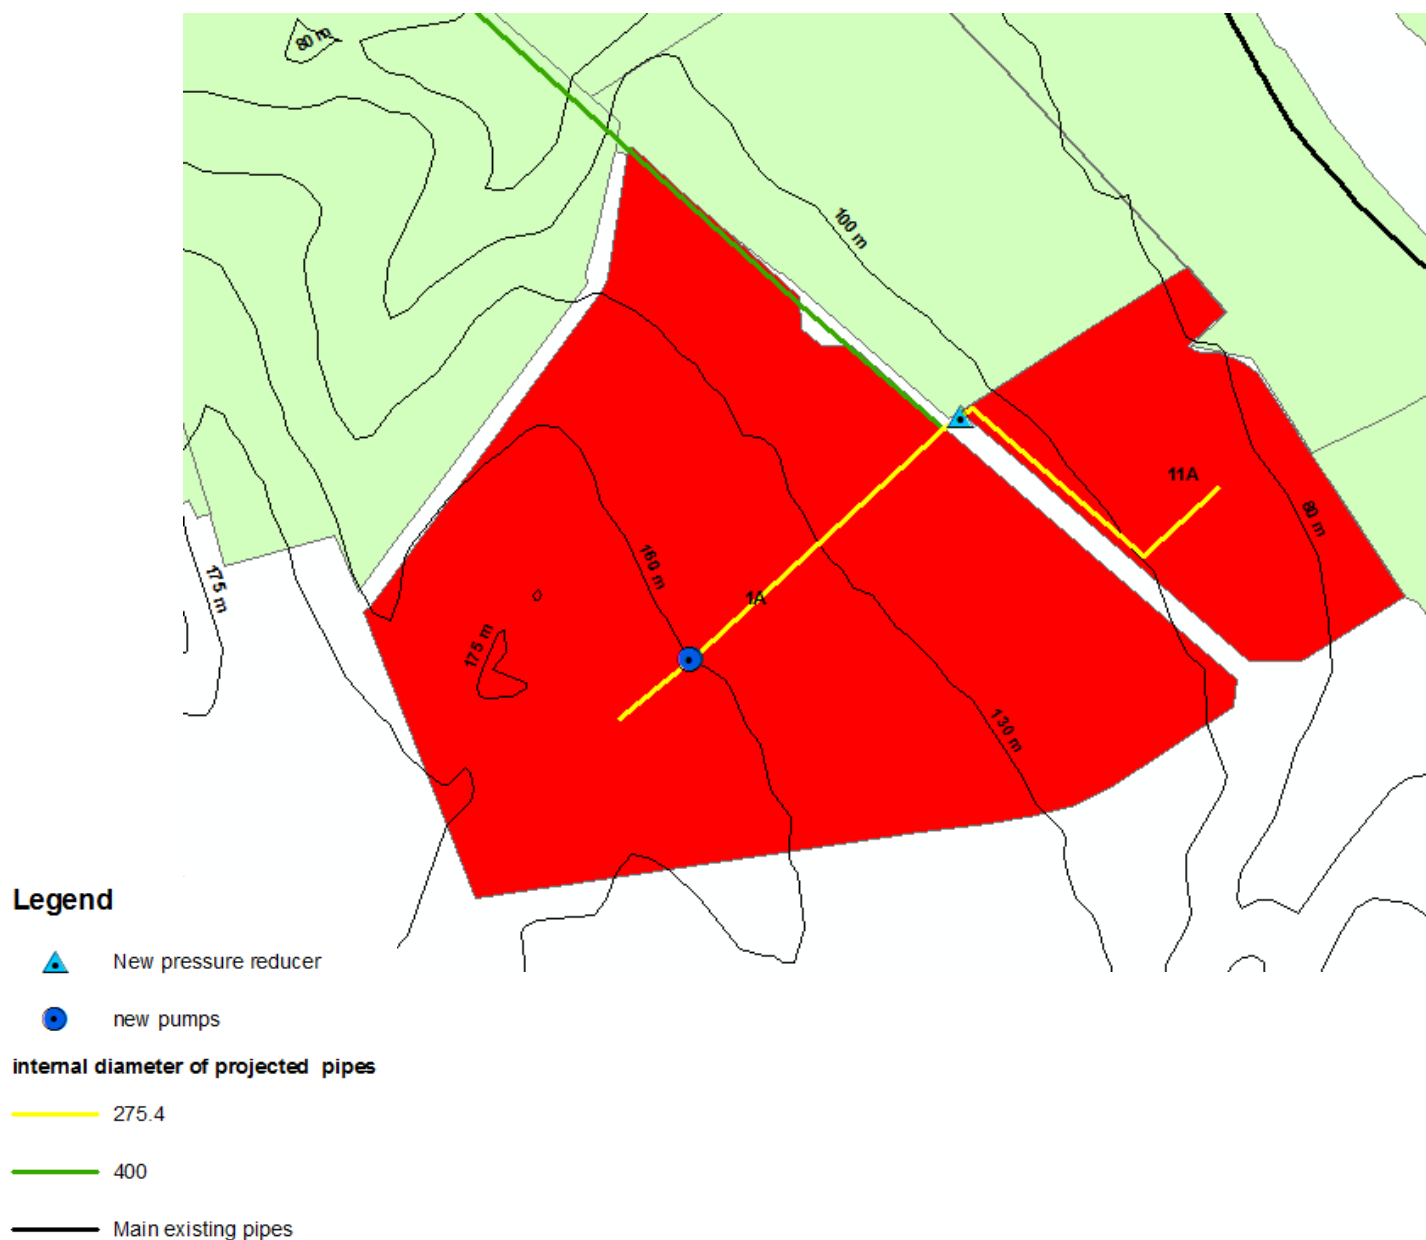 80 m
100 m
11A
80 m
160 m
175 m
1A
175 m
130 m
Legend
New pressure reducer
new pumps
internal diameter of projected pipes
275.4
400
Main existing pipes